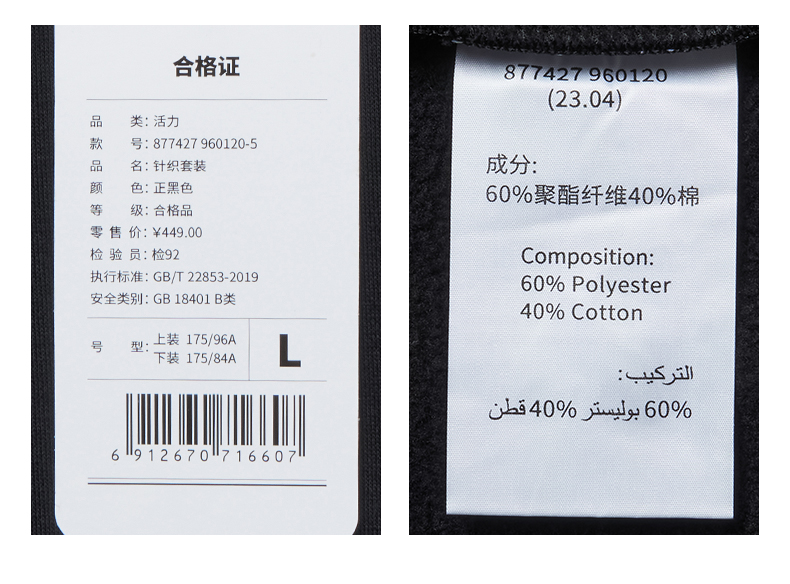 合格证
品 类：活力
款 号：877427 960120-5
品 名：针织套装
颜 色：正黑色
等 级：合格品
零 售 价：¥449.00
检 验 员：检92
执行标准：GB/T 22853-2019
安全类别：GB 18401 B类
号 型：上装 175/96A
下装 175/84A
L
6 912670 716607
877427 960120
(23.04)
成分:
60%聚酯纤维40%棉
Composition:
60% Polyester
40% Cotton
التركيب:
60% بوليستر 40% قطن